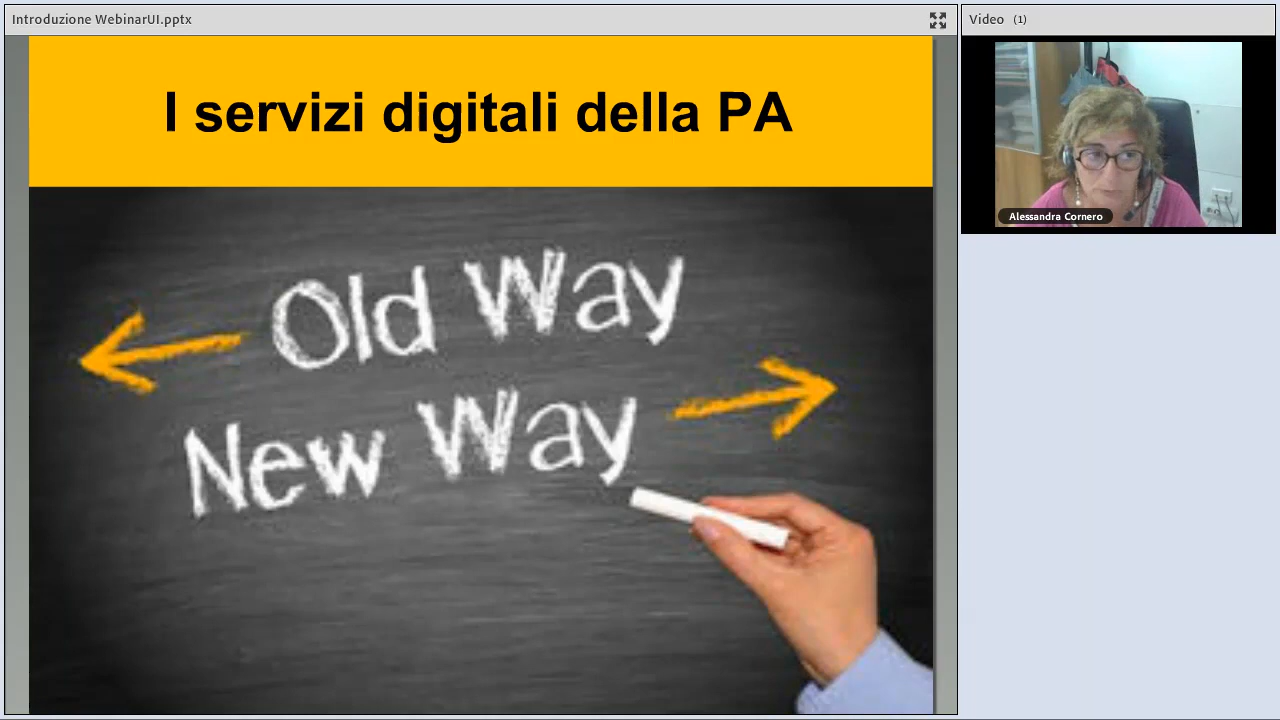 Introduzione WebinarUI.pptx
Video (1)
I servizi digitali della PA
Old Way
New Way
Alessandra Cornero